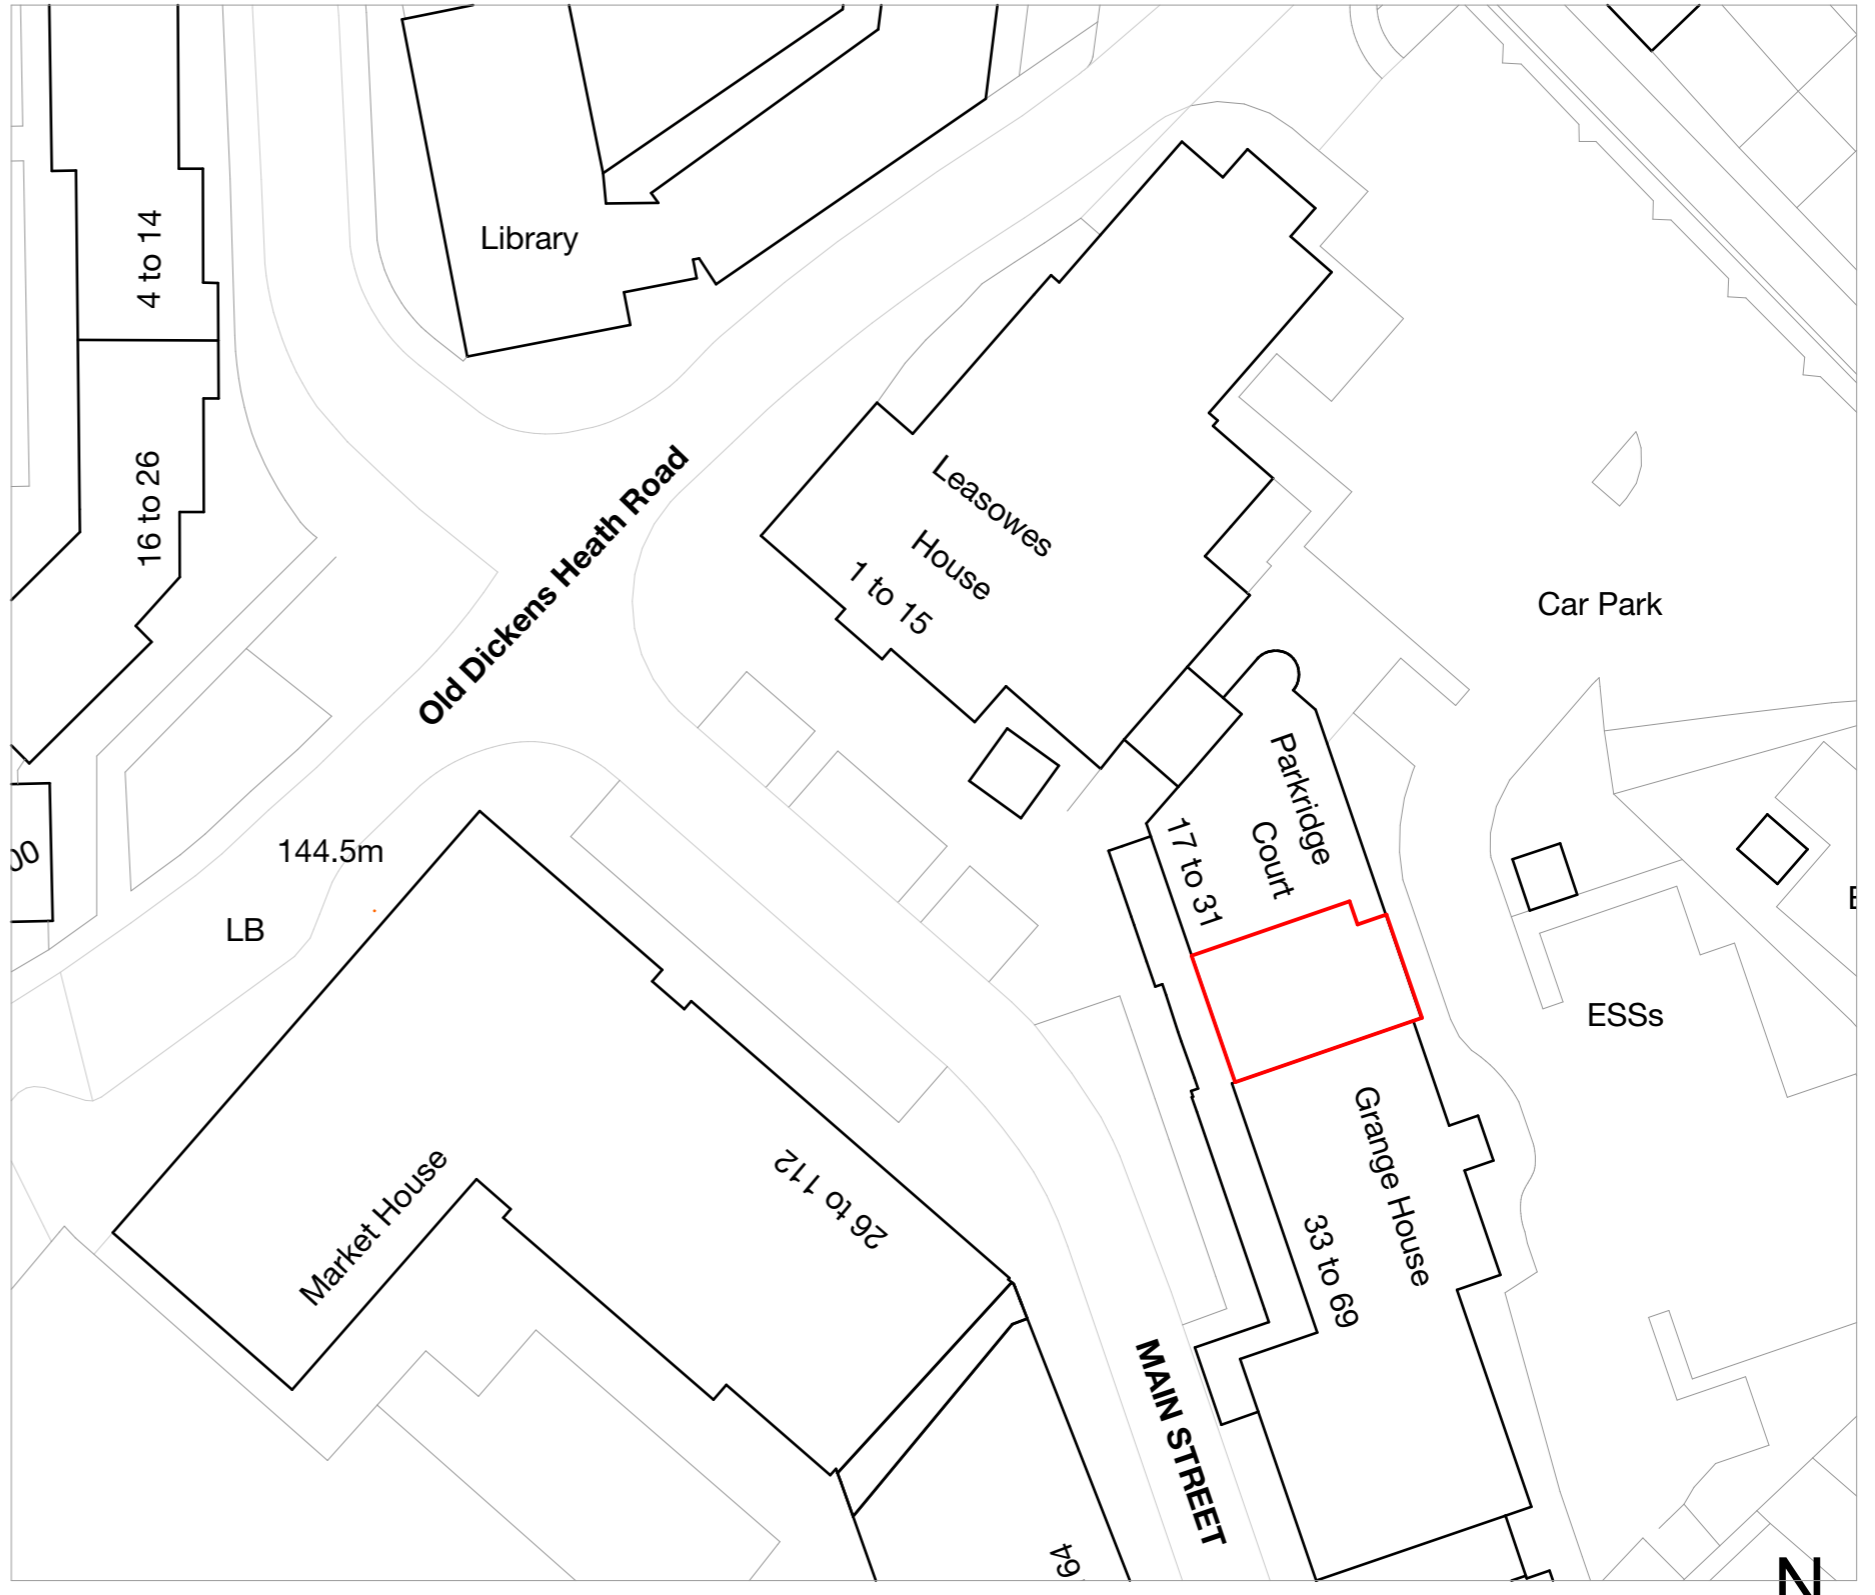 4 to 14
Library
16 to 26
Old Dickens Heath Road
Leasowes
House
1 to 15
Car Park
Parkridge
Court
17 to 31
144.5m
LB
ESSs
Market House
26 to 112
Grange House
33 to 69
MAIN STREET
64
N